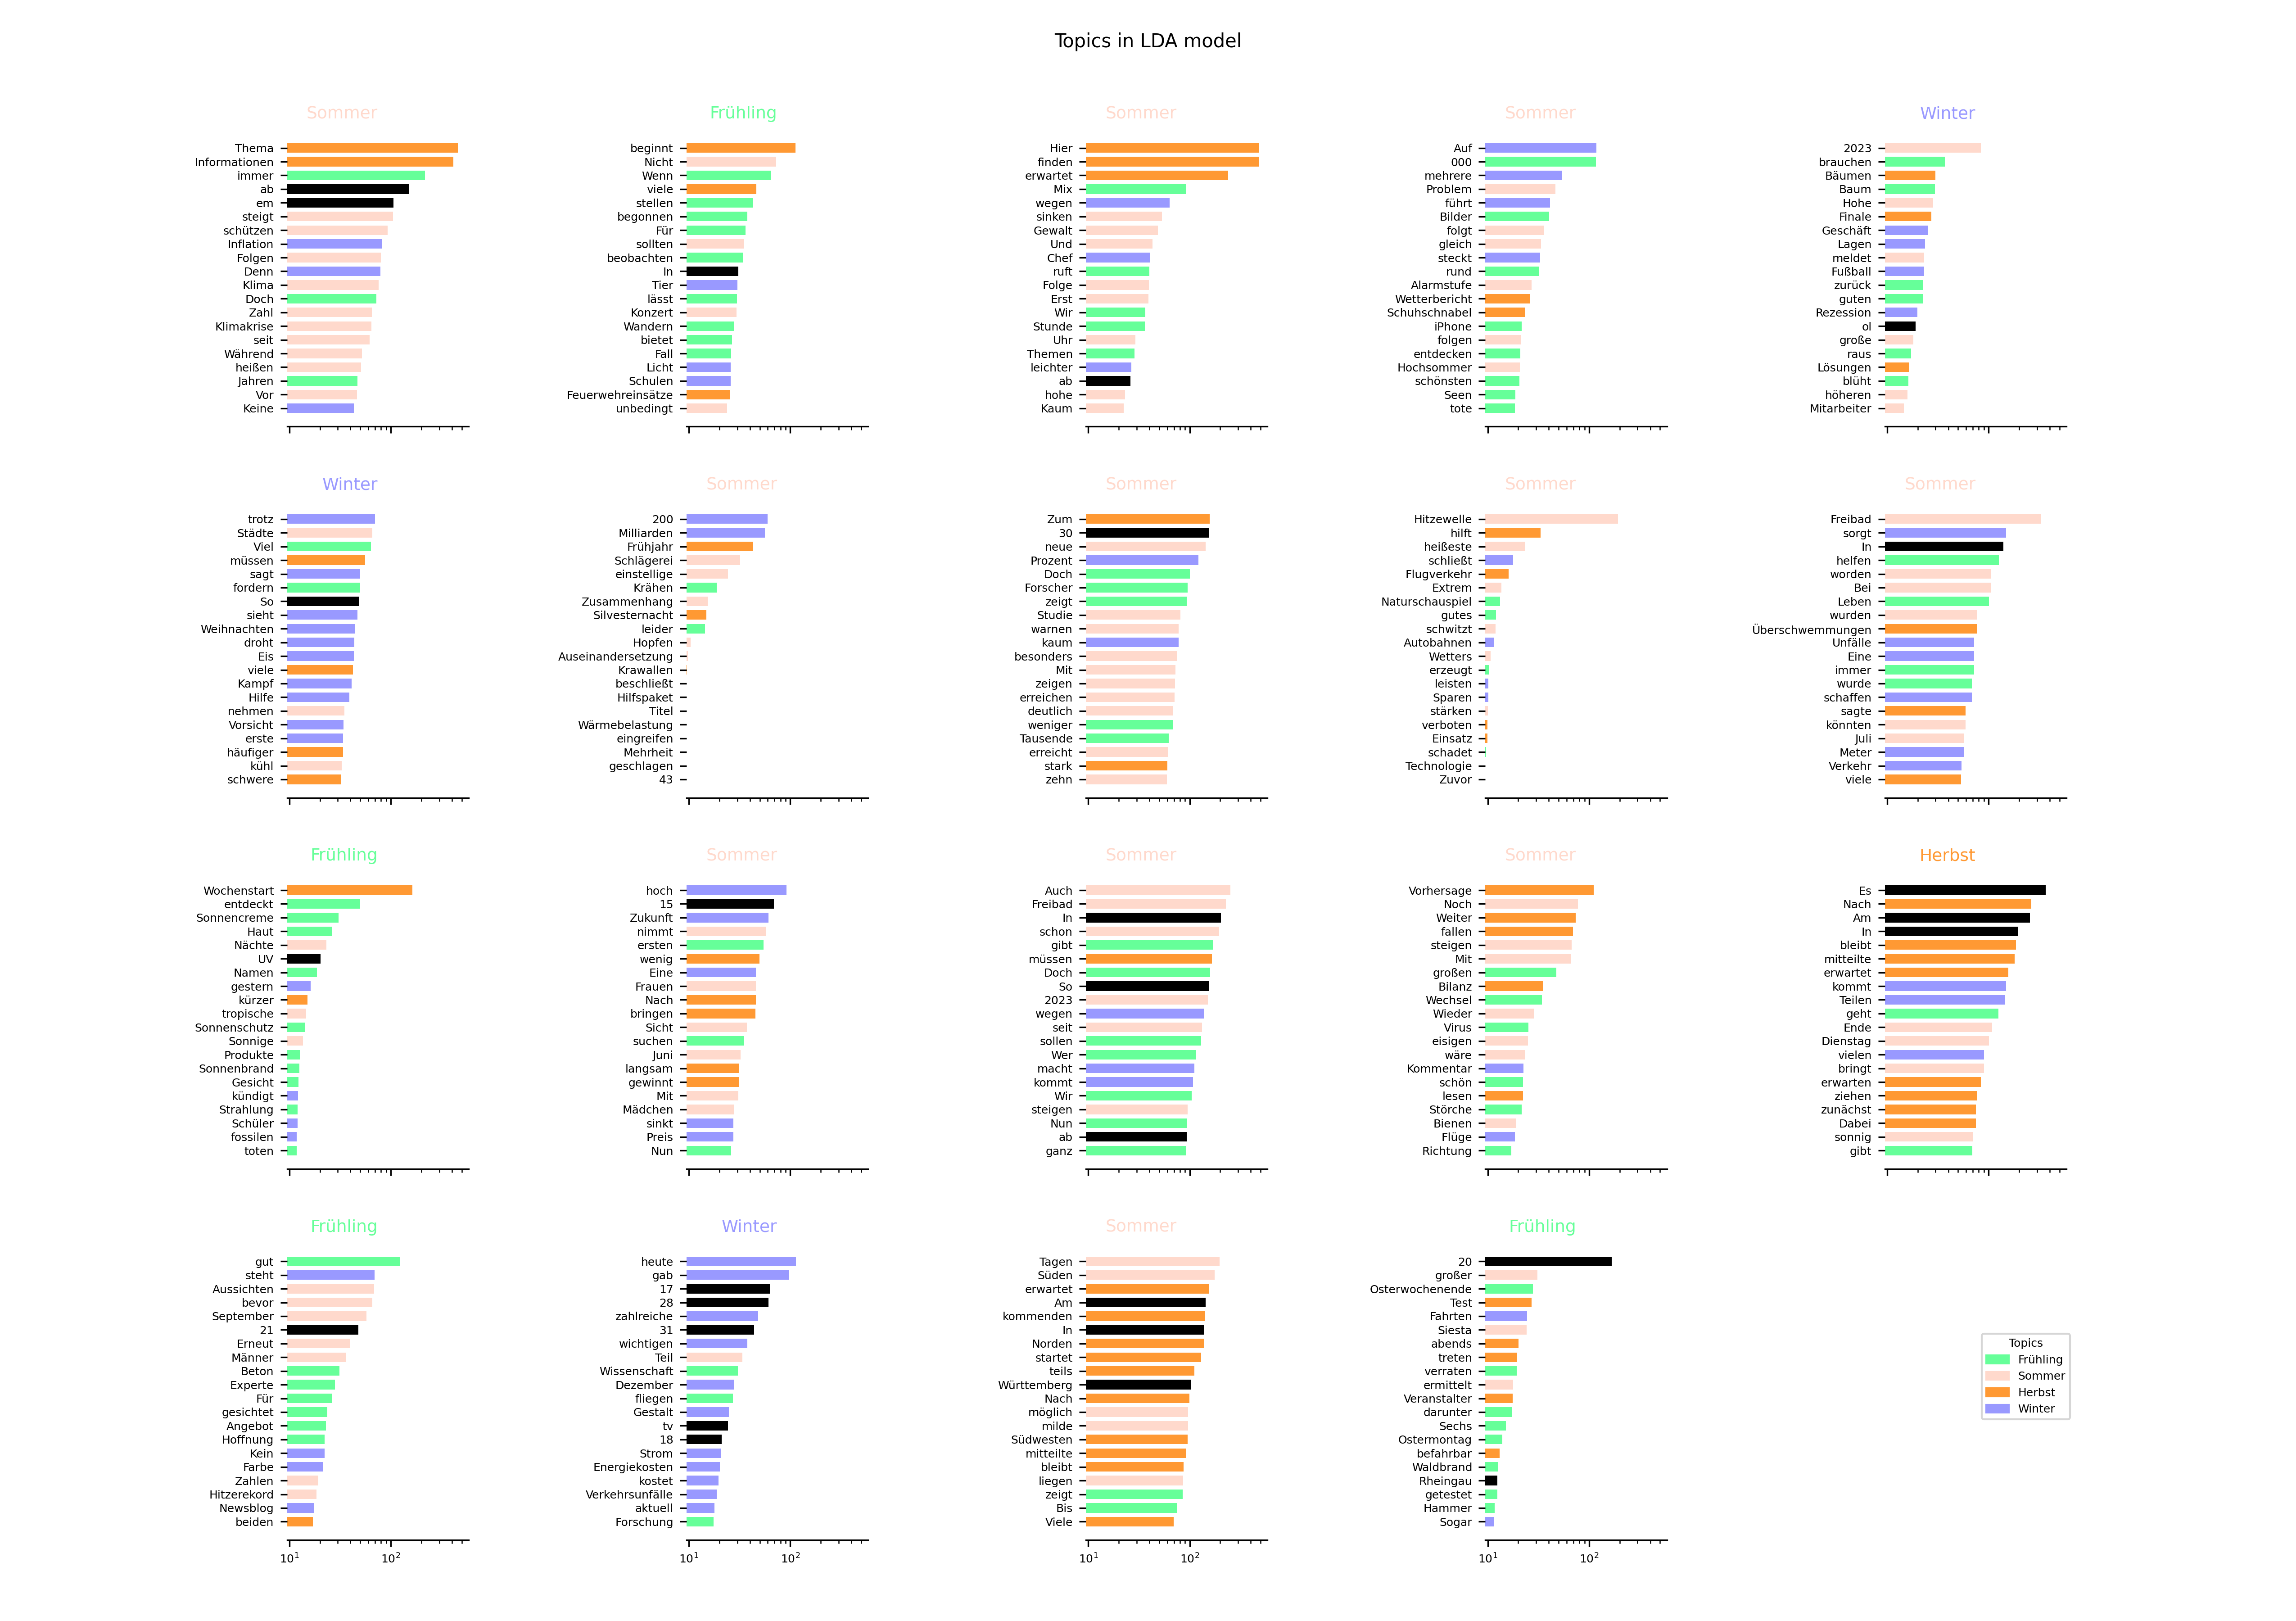 Topics in LDA model
Sommer
Thema
Informationen
immer
ab
em
steigt
schützen
Inflation
Folgen
Denn
Klima
Doch
Zahl
Klimakrise
seit
Während
heißen
Jahren
Vor
Keine
Frühling
beginnt
Nicht
Wenn
viele
stellen
begonnen
Für
sollten
beobachten
In
Tier
lässt
Konzert
Wandern
bietet
Fall
Licht
Schulen
Feuerwehreinsätze
unbedingt
Sommer
Hier
finden
erwartet
Mix
wegen
sinken
Gewalt
Und
Chef
ruft
Folge
Erst
Wir
Stunde
Uhr
Themen
leichter
ab
hohe
Kaum
Sommer
Auf
000
mehrere
Problem
führt
Bilder
folgt
gleich
steckt
rund
Alarmstufe
Wetterbericht
Schuhschnabel
iPhone
folgen
entdecken
Hochsommer
schönsten
Seen
tote
Winter
2023
brauchen
Bäumen
Baum
Hohe
Finale
Geschäft
Lagen
meldet
Fußball
zurück
guten
Rezession
ol
große
raus
Lösungen
blüht
höheren
Mitarbeiter
Winter
trotz
Städte
Viel
müssen
sagt
fordern
So
sieht
Weihnachten
droht
Eis
viele
Kampf
Hilfe
nehmen
Vorsicht
erste
häufiger
kühl
schwere
Sommer
200
Milliarden
Frühjahr
Schlägerei
einstellige
Krähen
Zusammenhang
Silvesternacht
leider
Hopfen
Auseinandersetzung
Krawallen
beschließt
Hilfspaket
Titel
Wärmebelastung
eingreifen
Mehrheit
geschlagen
43
Sommer
Zum
30
neue
Prozent
Doch
Forscher
zeigt
Studie
warnen
kaum
besonders
Mit
zeigen
erreichen
deutlich
weniger
Tausende
erreicht
stark
zehn
Sommer
Hitzewelle
hilft
heißeste
schließt
Flugverkehr
Extrem
Naturschauspiel
gutes
schwitzt
Autobahnen
Wetters
erzeugt
leisten
Sparen
stärken
verboten
Einsatz
schadet
Technologie
Zuvor
Sommer
Freibad
sorgt
In
helfen
worden
Bei
Leben
wurden
Überschwemmungen
Unfälle
Eine
immer
wurde
schaffen
sagte
könnten
Juli
Meter
Verkehr
viele
Frühling
Wochenstart
entdeckt
Sonnencreme
Haut
Nächte
UV
Namen
gestern
kürzer
tropische
Sonnenschutz
Sonnige
Produkte
Sonnenbrand
Gesicht
kündigt
Strahlung
Schüler
fossilen
toten
Sommer
hoch
15
Zukunft
nimmt
ersten
wenig
Eine
Frauen
Nach
bringen
Sicht
suchen
Juni
langsam
gewinnt
Mit
Mädchen
sinkt
Preis
Nun
Sommer
Auch
Freibad
In
schon
gibt
müssen
Doch
So
2023
wegen
seit
sollen
Wer
macht
kommt
Wir
steigen
Nun
ab
ganz
Sommer
Vorhersage
Noch
Weiter
fallen
steigen
Mit
großen
Bilanz
Wechsel
Wieder
Virus
eisigen
wäre
Kommentar
schön
lesen
Störche
Bienen
Flüge
Richtung
Herbst
Es
Nach
Am
In
bleibt
mitteilte
erwartet
kommt
Teilen
geht
Ende
Dienstag
vielen
bringt
erwarten
ziehen
zunächst
Dabei
sonnig
gibt
Frühling
gut
steht
Aussichten
bevor
September
21
Erneut
Männer
Beton
Experte
Für
gesichtet
Angebot
Hoffnung
Kein
Farbe
Zahlen
Hitzerekord
Newsblog
beiden
10¹ 10²
Winter
heute
gab
17
28
zahlreiche
31
wichtigen
Teil
Wissenschaft
Dezember
fliegen
Gestalt
tv
18
Strom
Energiekosten
kostet
Verkehrsunfälle
aktuell
Forschung
10¹ 10²
Sommer
Tagen
Süden
erwartet
Am
kommenden
In
Norden
startet
teils
Württemberg
Nach
möglich
milde
Südwesten
mitteilte
bleibt
liegen
zeigt
Bis
Viele
10¹ 10²
Frühling
20
großer
Osterwochenende
Test
Fahrten
Siesta
abends
treten
verraten
ermittelt
Veranstalter
darunter
Sechs
Ostermontag
befahrbar
Waldbrand
Rheingau
getestet
Hammer
Sogar
10¹ 10²
Topics
Frühling
Sommer
Herbst
Winter